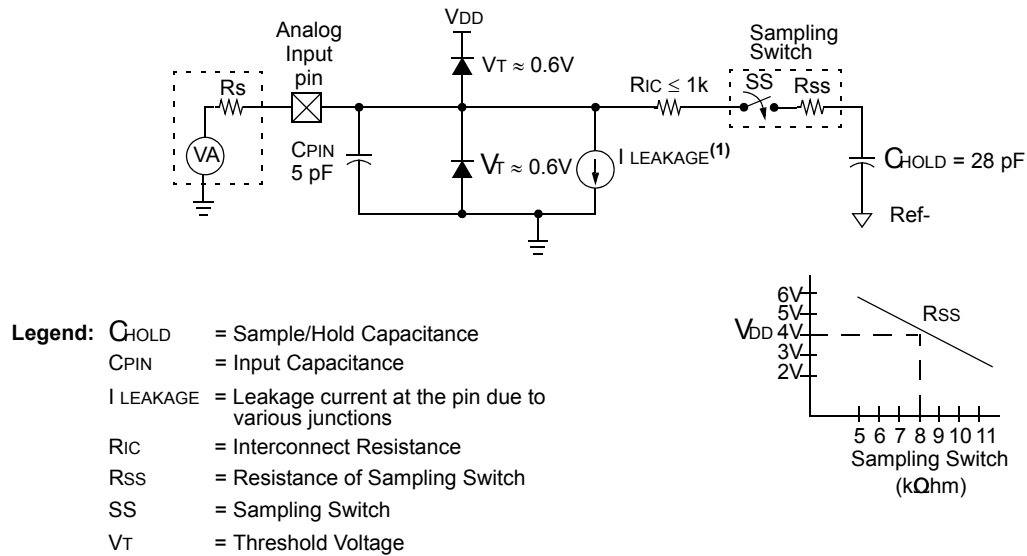 VDD
Analog
Input
pin
Sampling
Switch
VT ≈ 0.6V
RIC ≤ 1k
SS
Rss
Rs
VA
CPIN
5 pF
VT ≈ 0.6V
I LEAKAGE(1)
CHOLD = 28 pF
Ref-
Legend: CHOLD = Sample/Hold Capacitance
CPIN = Input Capacitance
I LEAKAGE = Leakage current at the pin due to
various junctions
RIC = Interconnect Resistance
RSS = Resistance of Sampling Switch
SS = Sampling Switch
VT = Threshold Voltage
6V
5V
VDD 4V
3V
2V
RSS
5 6 7 8 9 10 11
Sampling Switch
(kΩhm)